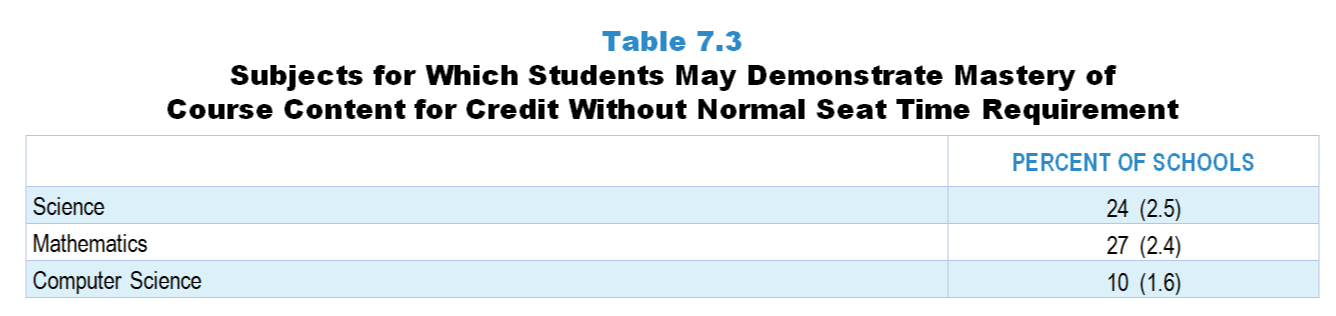 Table 7.3
Subjects for Which Students May Demonstrate Mastery of
Course Content for Credit Without Normal Seat Time Requirement
PERCENT OF SCHOOLS
Science 24 (2.5)
Mathematics 27 (2.4)
Computer Science 10 (1.6)